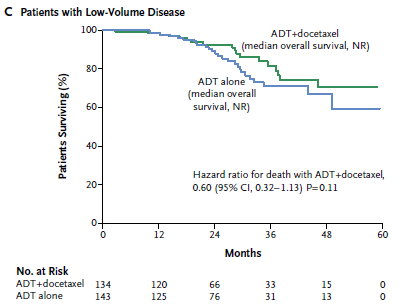 C Patients with Low-Volume Disease
100
80
60
40
20
0
Patients Surviving (%)
ADT+docetaxel
(median overall survival, NR)
ADT alone
(median overall
survival, NR)
Hazard ratio for death with ADT+docetaxel,
0.60 (95% CI, 0.32–1.13) P=0.11
0 12 24 36 48 60
Months
No. at Risk
ADT+docetaxel 134 120 66 33 15 0
ADT alone 143 125 76 31 13 0